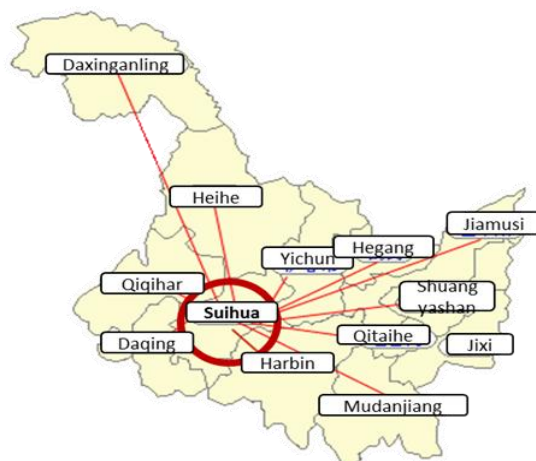 Daxinganling
Heihe
Jiamusi
Hegang
Yichun
Qiqihar
Shuang
yashan
Suihua
Qitaihe
Daqing
Jixi
Harbin
Mudanjiang